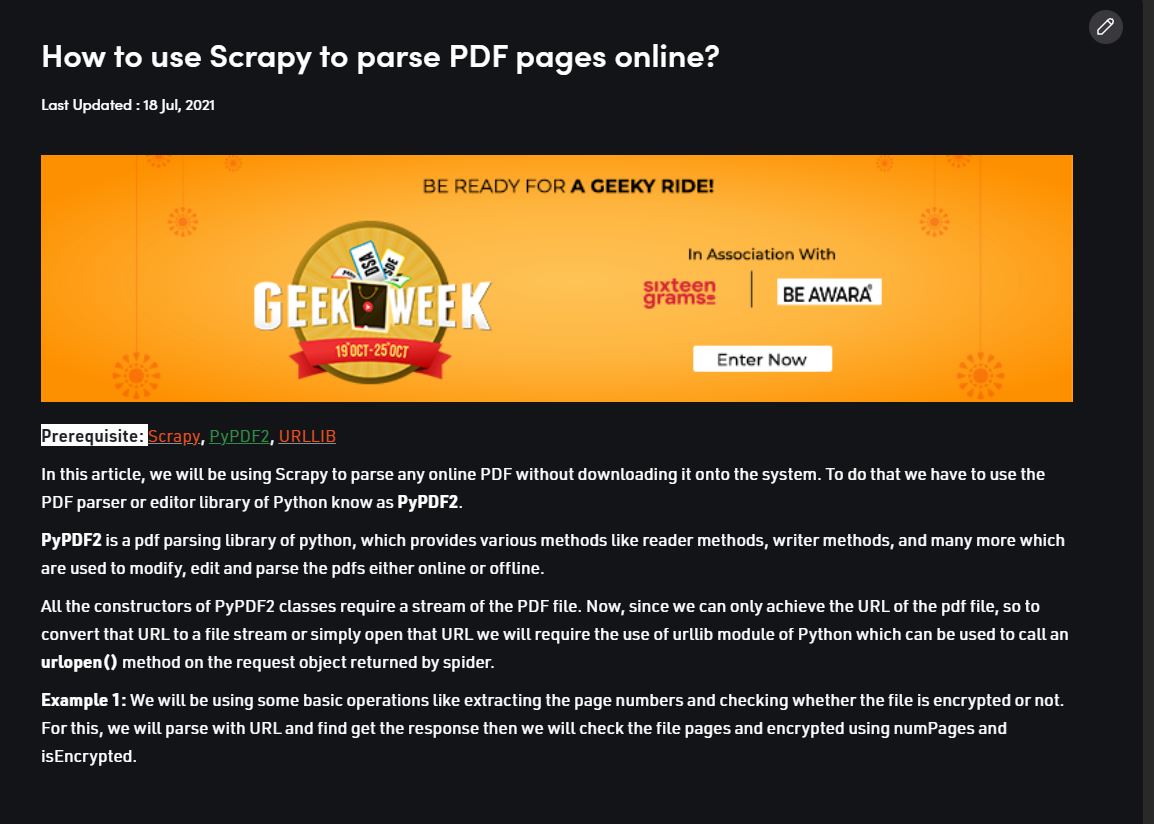 How to use Scrapy to parse PDF pages online?
Last Updated : 18 Jul, 2021
BE READY FOR A GEEKY RIDE!
DSA
SDE
GEEK WEEK
19 OCT-25 OCT
In Association With
sixteen
grams
BE AWARA
Enter Now
Prerequisite: Scrapy, PyPDF2, URLLIB
In this article, we will be using Scrapy to parse any online PDF without downloading it onto the system. To do that we have to use the
PDF parser or editor library of Python know as PyPDF2.
PyPDF2 is a pdf parsing library of python, which provides various methods like reader methods, writer methods, and many more which
are used to modify, edit and parse the pdfs either online or offline.
All the constructors of PyPDF2 classes require a stream of the PDF file. Now, since we can only achieve the URL of the pdf file, so to
convert that URL to a file stream or simply open that URL we will require the use of urllib module of Python which can be used to call an
urlopen() method on the request object returned by spider.
Example 1: We will be using some basic operations like extracting the page numbers and checking whether the file is encrypted or not.
For this, we will parse with URL and find get the response then we will check the file pages and encrypted using numPages and
isEncrypted.